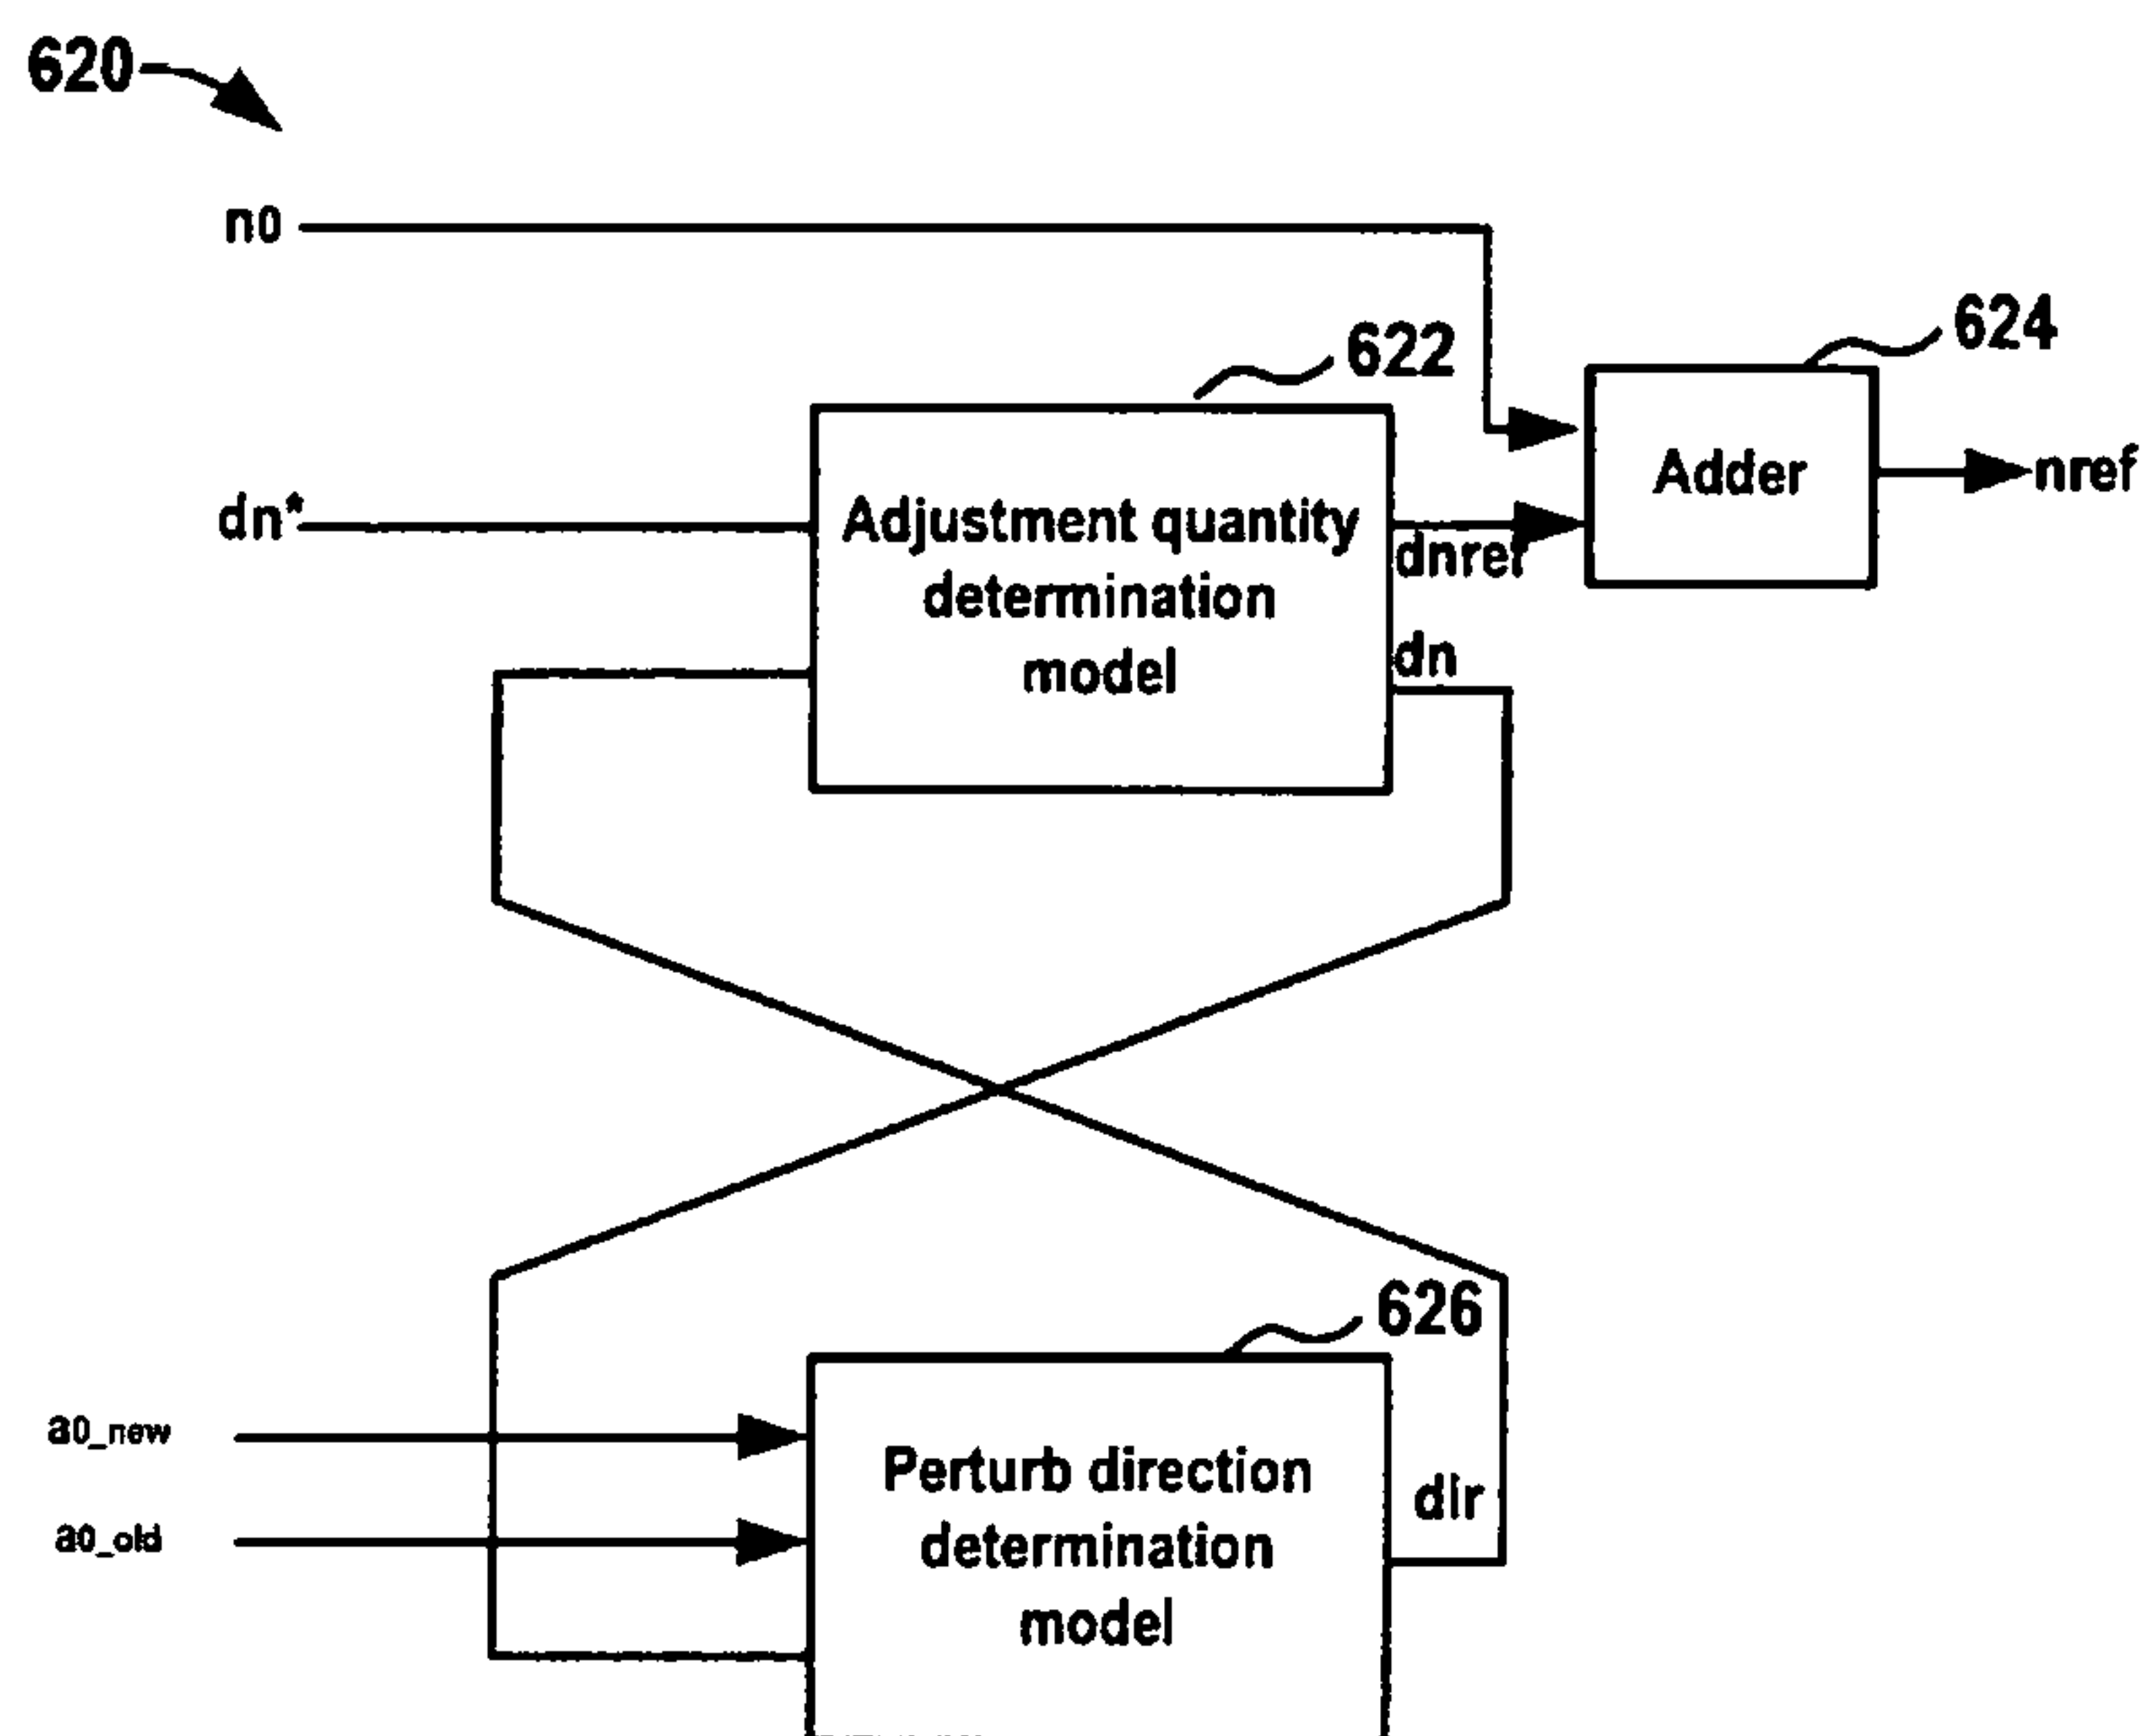 620
n0
622
624
dn*
Adjustment quantity
determination
model
dnref
dn
Adder
nref
626
a0_new
a0_old
Perturb direction
determination
model
dir